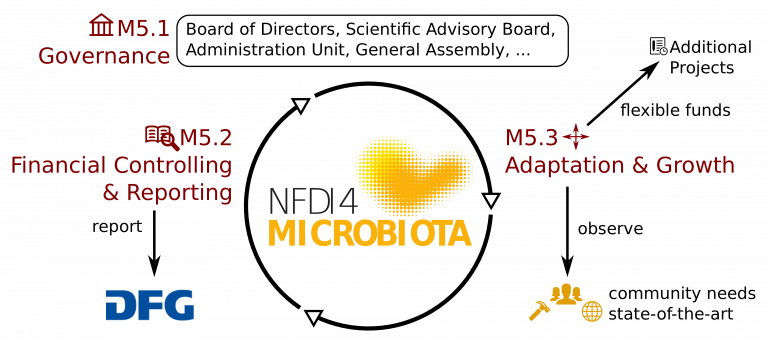 M5.1
Governance
Board of Directors, Scientific Advisory Board,
Administration Unit, General Assembly, ...
Additional
Projects
flexible funds
M5.2
Financial Controlling
& Reporting
M5.3
Adaptation & Growth
NFDI4
MICROBIOTA
report
observe
DFG
community needs
state-of-the-art